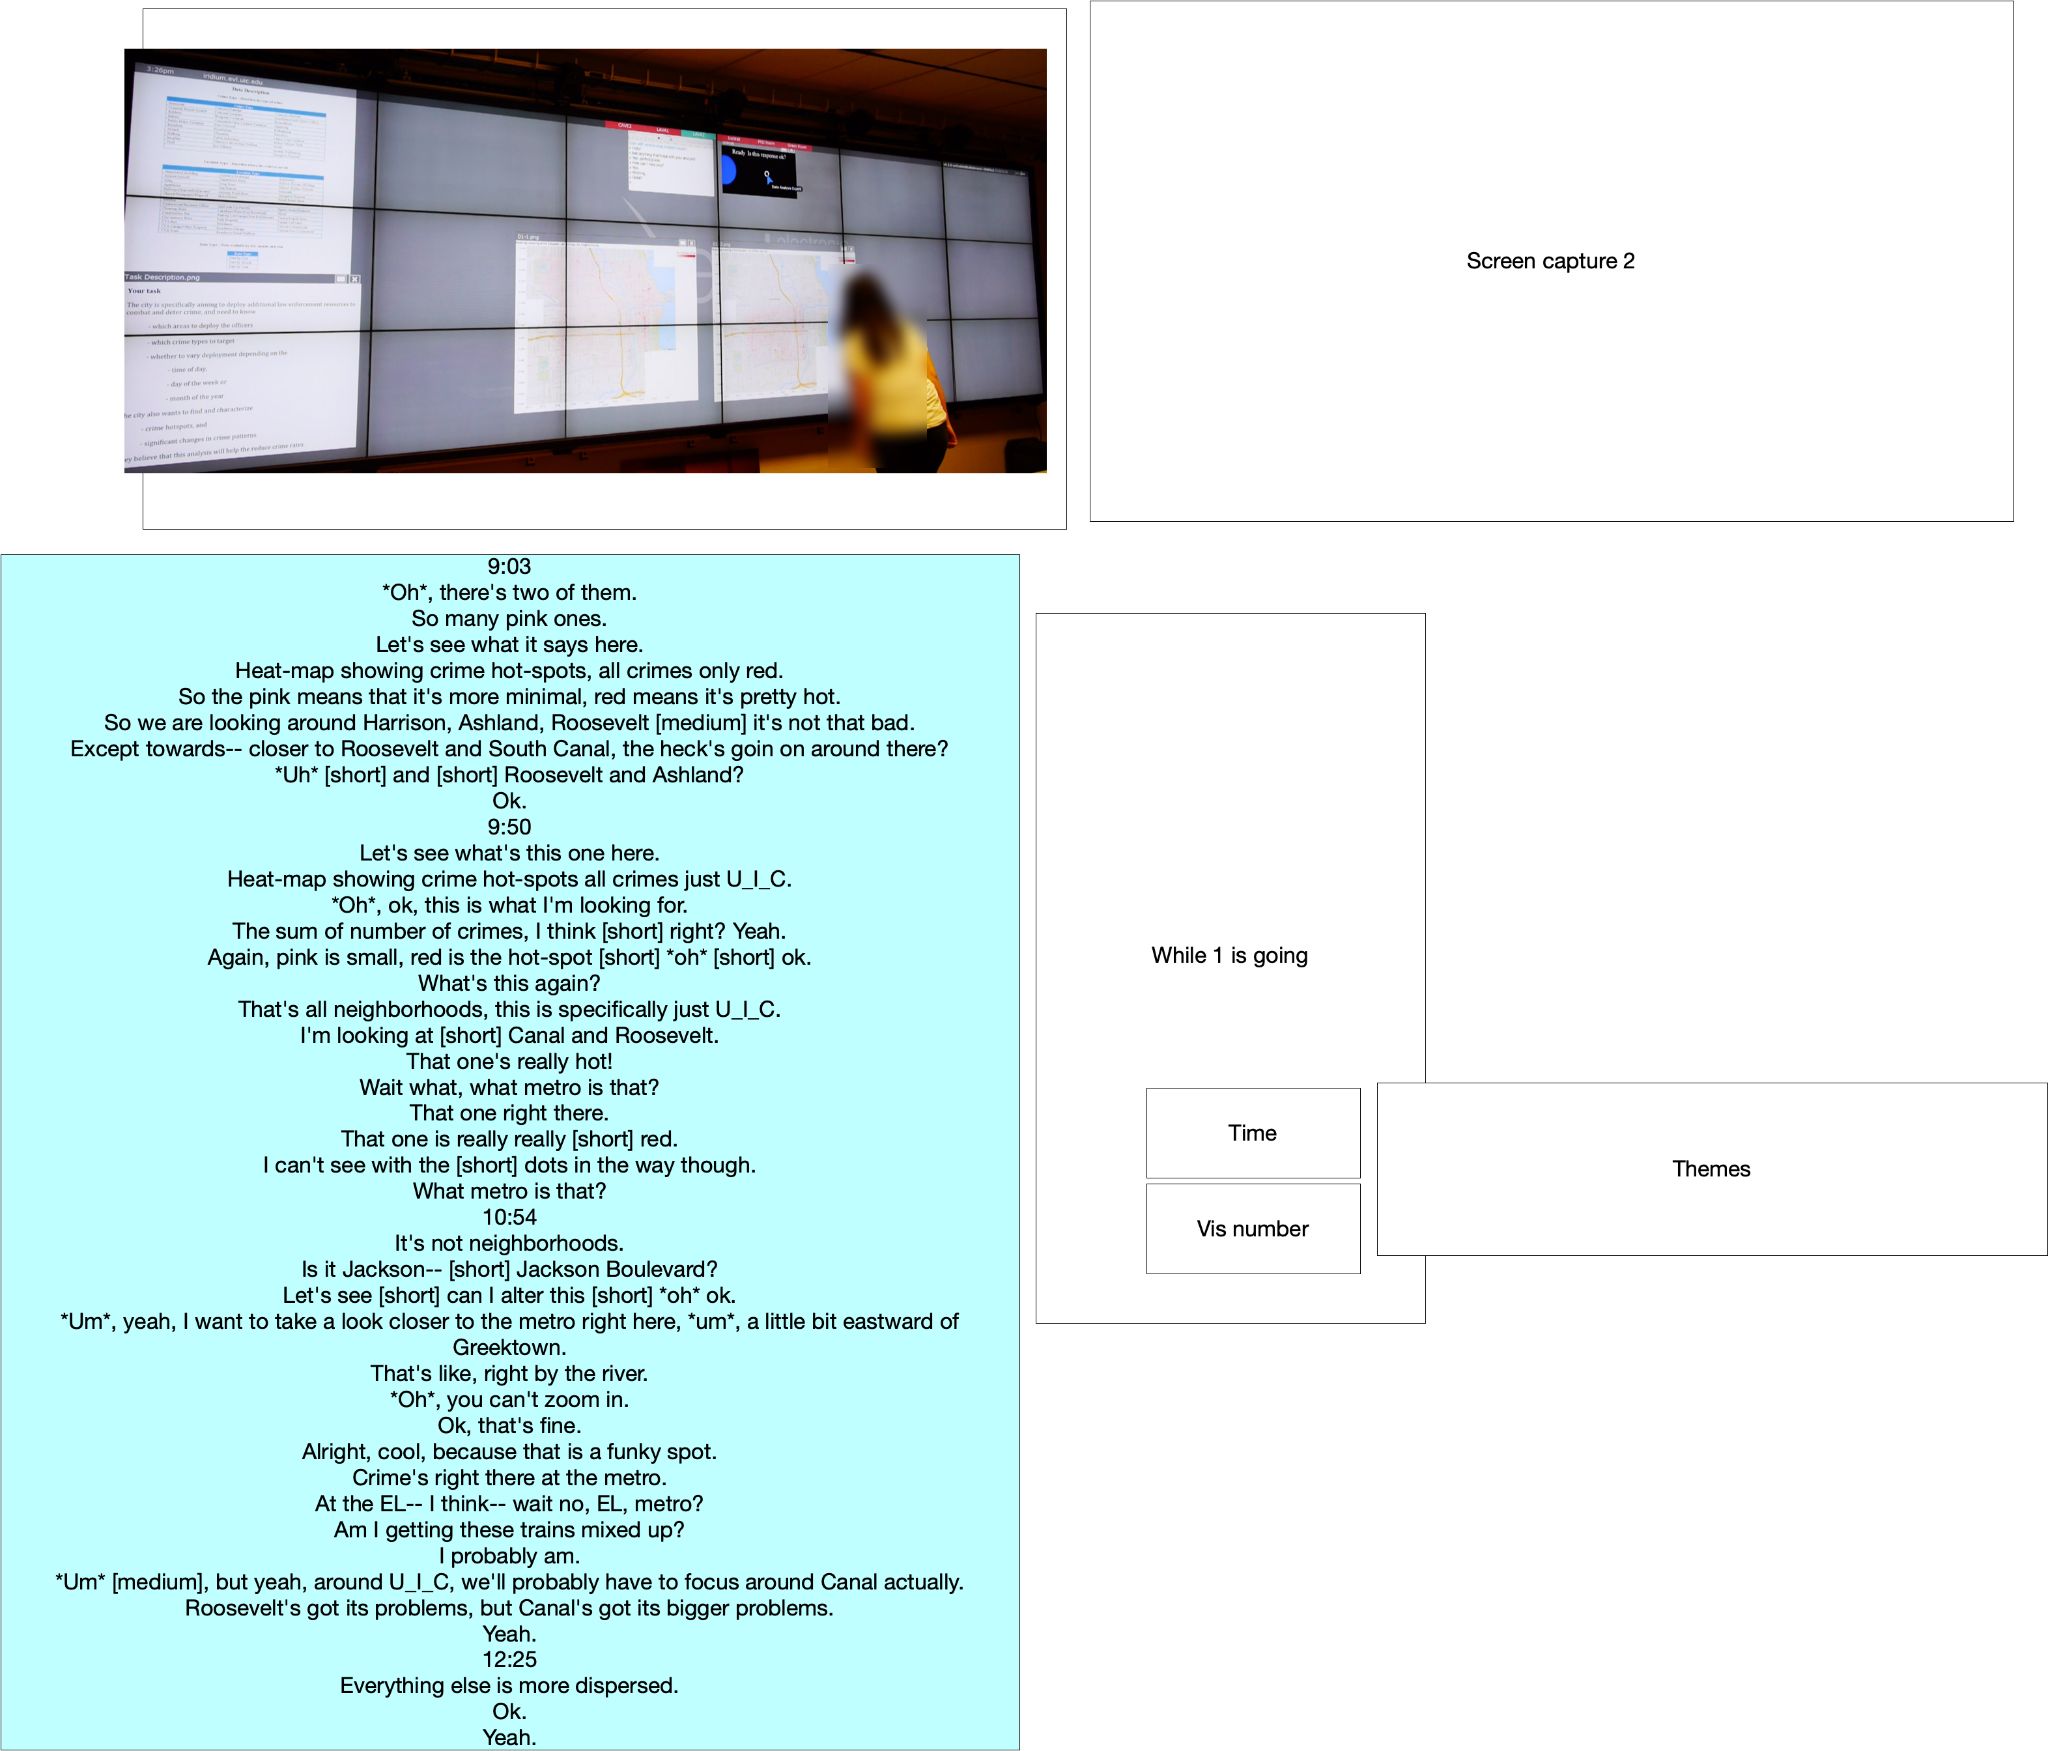 3:26pm
iridium.evl.uic.edu
Data Description
CAVE2
Ready Is this response ok?
Data Analysis Expert
Task Description.png
Your task
The city is specifically aiming to deploy additional law enforcement resources to
combat and deter crime, and need to know
- which areas to deploy the officers
- which crime types to target
- whether to vary deployment depending on the
- time of day,
- day of the week or
- month of the year
he city also wants to find and characterize
- crime hotspots, and
- significant changes in crime patterns
ey believe that this analysis will help the reduce crime rates
Screen capture 2
9:03
*Oh*, there's two of them.
So many pink ones.
Let's see what it says here.
Heat-map showing crime hot-spots, all crimes only red.
So the pink means that it's more minimal, red means it's pretty hot.
So we are looking around Harrison, Ashland, Roosevelt [medium] it's not that bad.
Except towards-- closer to Roosevelt and South Canal, the heck's goin on around there?
*Uh* [short] and [short] Roosevelt and Ashland?
Ok.
9:50
Let's see what's this one here.
Heat-map showing crime hot-spots all crimes just U_I_C.
*Oh*, ok, this is what I'm looking for.
The sum of number of crimes, I think [short] right? Yeah.
Again, pink is small, red is the hot-spot [short] *oh* [short] ok.
What's this again?
That's all neighborhoods, this is specifically just U_I_C.
I'm looking at [short] Canal and Roosevelt.
That one's really hot!
Wait what, what metro is that?
That one right there.
That one is really really [short] red.
I can't see with the [short] dots in the way though.
What metro is that?
10:54
It's not neighborhoods.
Is it Jackson-- [short] Jackson Boulevard?
Let's see [short] can I alter this [short] *oh* ok.
*Um*, yeah, I want to take a look closer to the metro right here, *um*, a little bit eastward of
Greektown.
That's like, right by the river.
*Oh*, you can't zoom in.
Ok, that's fine.
Alright, cool, because that is a funky spot.
Crime's right there at the metro.
At the EL-- I think-- wait no, EL, metro?
Am I getting these trains mixed up?
I probably am.
*Um* [medium], but yeah, around U_I_C, we'll probably have to focus around Canal actually.
Roosevelt's got its problems, but Canal's got its bigger problems.
Yeah.
12:25
Everything else is more dispersed.
Ok.
Yeah.
While 1 is going
Time
Vis number
Themes